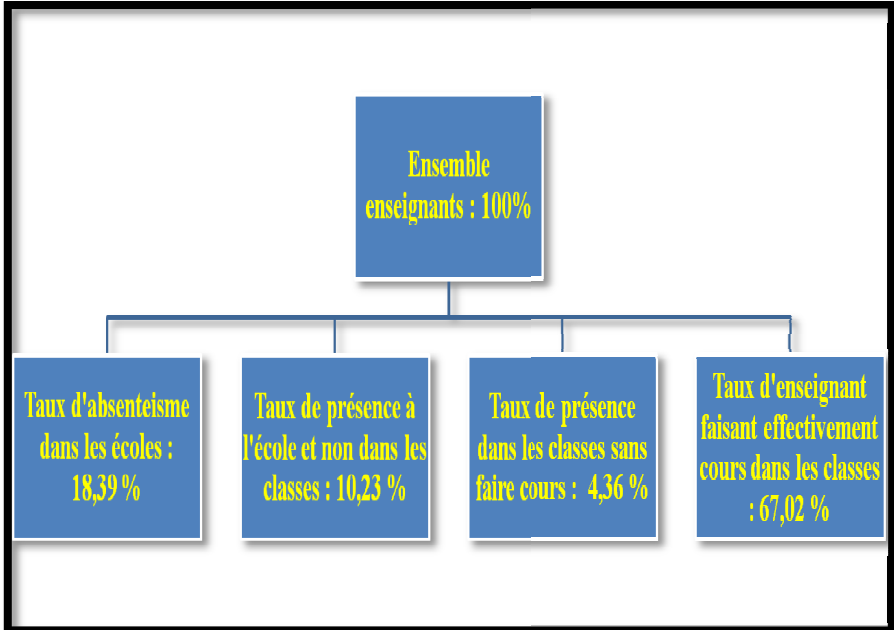 Ensemble
enseignants : 100%
Taux d'absenteisme
dans les écoles :
18,39 %
Taux de présence à
l'école et non dans les
classes : 10,23 %
Taux de présence
dans les classes sans
faire cours : 4,36 %
Taux d'enseignant
faisant effectivement
cours dans les classes
: 67,02 %